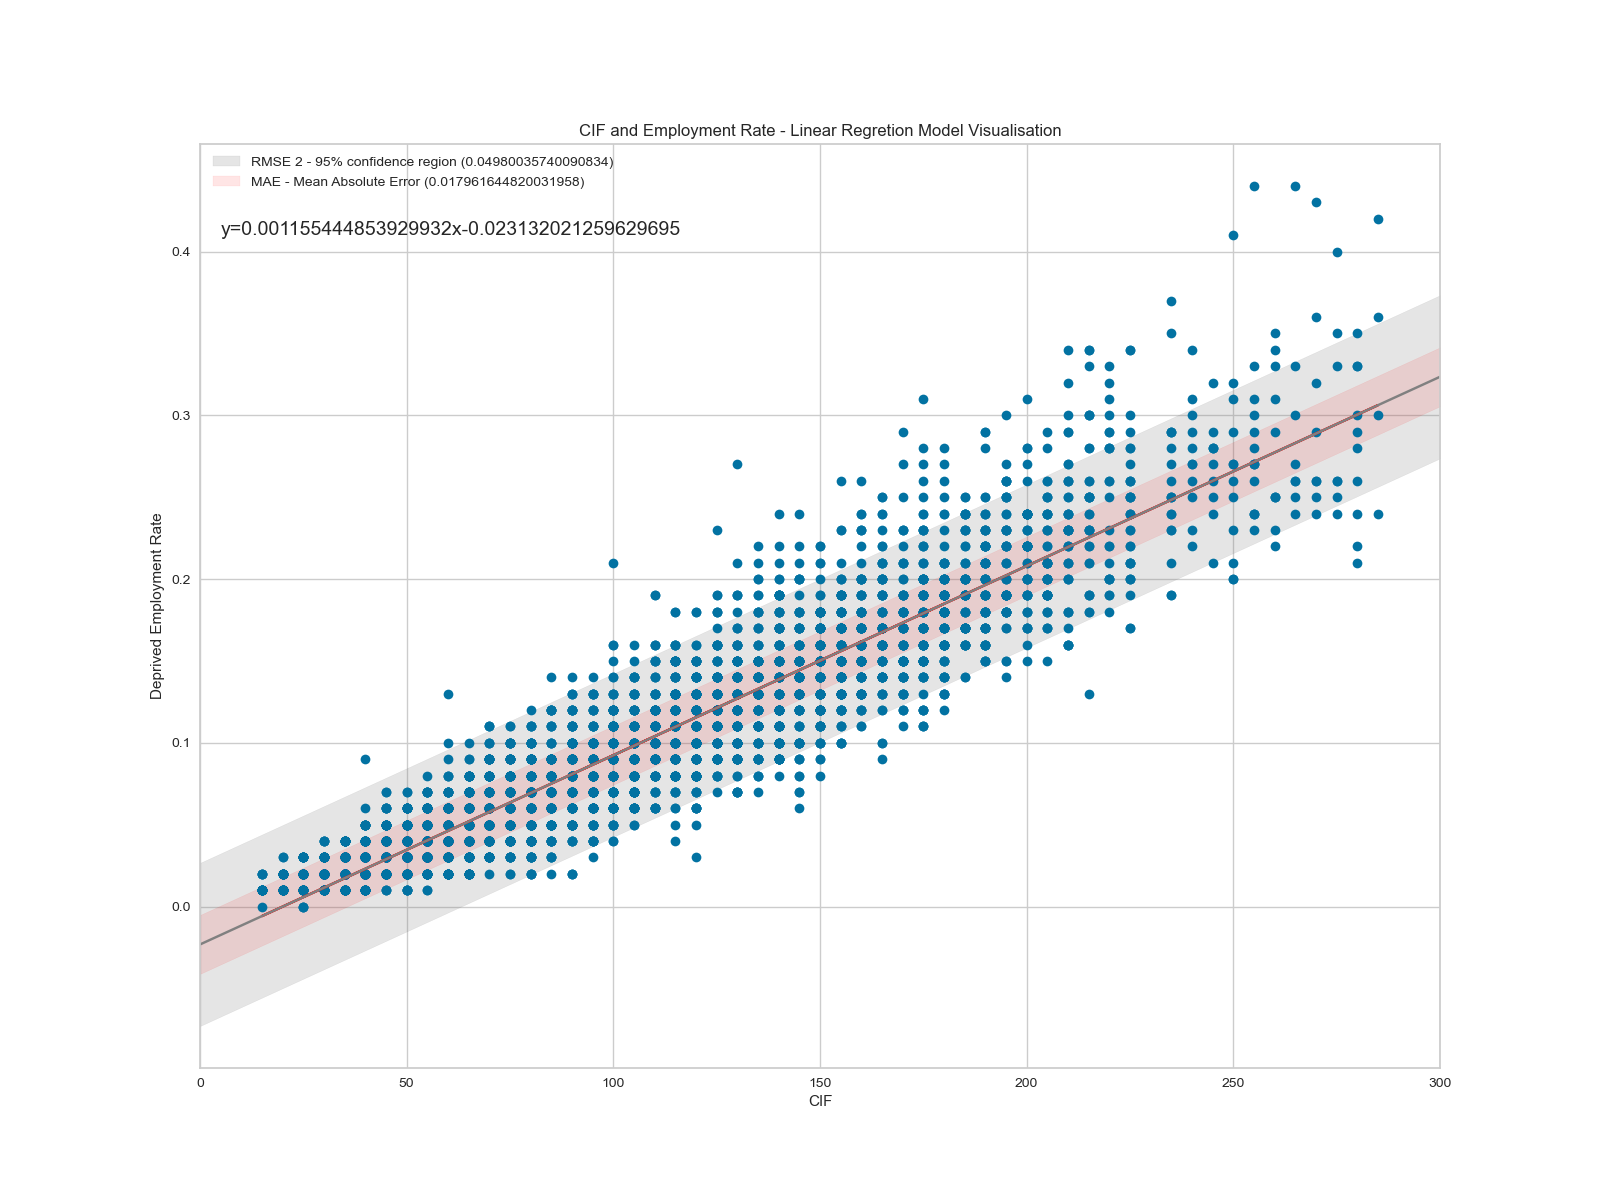 CIF and Employment Rate - Linear Regretion Model Visualisation
RMSE 2 - 95% confidence region (0.04980035740090834)
MAE - Mean Absolute Error (0.017961644820031958)
y=0.001155444853929932x-0.023132021259629695
0.4
0.3
0.2
0.1
0.0
Deprived Employment Rate
0 50 100 150 200 250 300
CIF